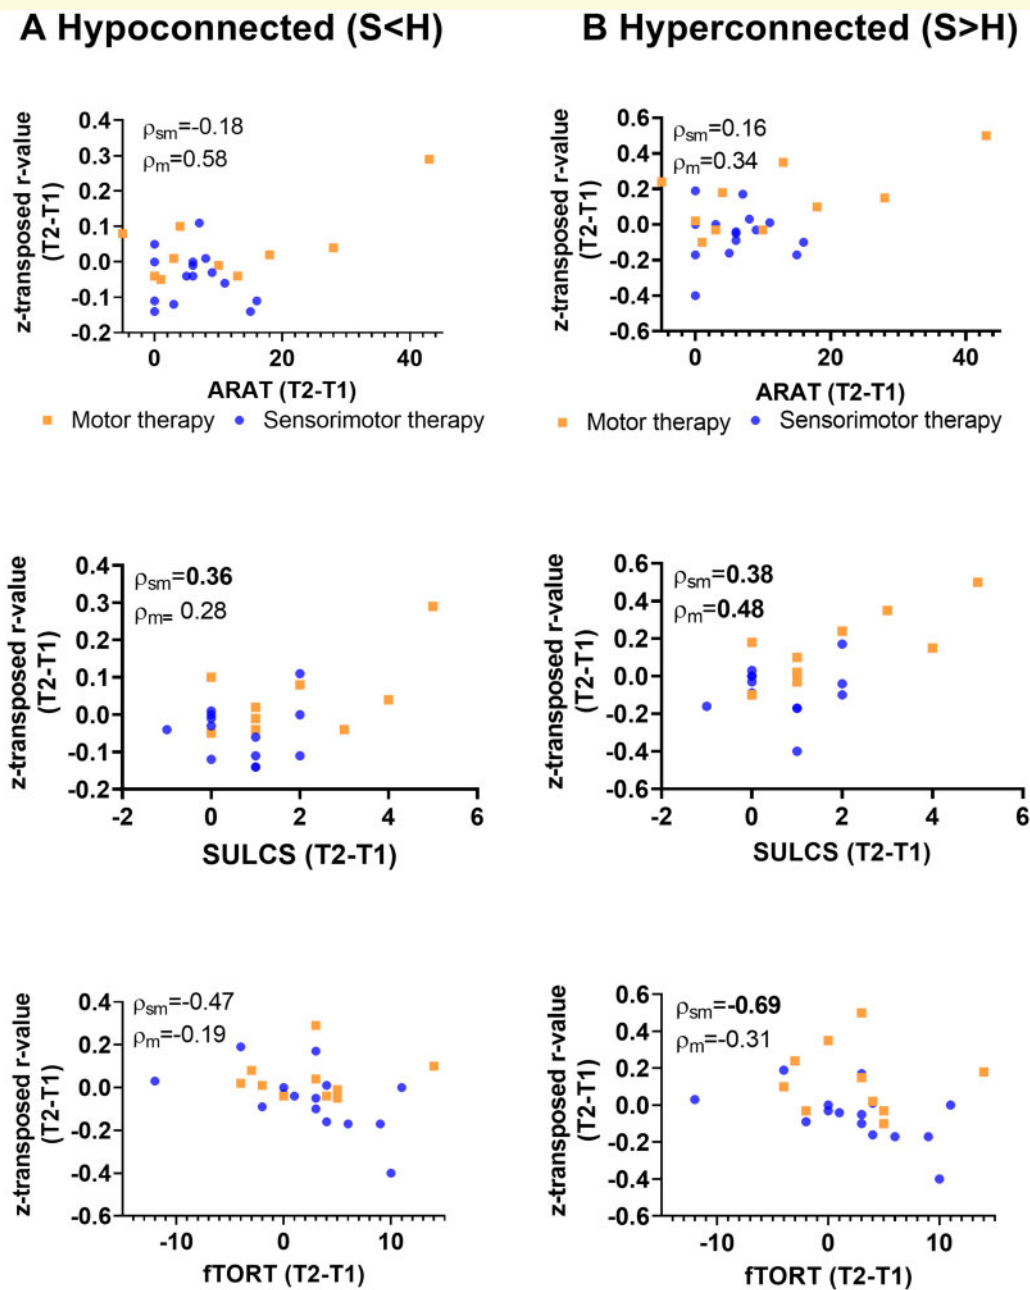 A Hypoconnected (S<H)
B Hyperconnected (S>H)
z-transposed r-value
(T2-T1)
0.4
0.3
0.2
0.1
0.0
-0.1
-0.2
ρsm=-0.18
ρm=0.58
0 20 40
ARAT (T2-T1)
Motor therapy Sensorimotor therapy
z-transposed r-value
(T2-T1)
0.6
0.4
0.2
0.0
-0.2
-0.4
-0.6
ρsm=0.16
ρm=0.34
0 20 40
ARAT (T2-T1)
Motor therapy Sensorimotor therapy
z-transposed r-value
(T2-T1)
0.4
0.3
0.2
0.1
0.0
-0.1
-0.2
ρsm=0.36
ρm= 0.28
-2 0 2 4 6
SULCS (T2-T1)
z-transposed r-value
(T2-T1)
0.6
0.4
0.2
0.0
-0.2
-0.4
-0.6
ρsm=0.38
ρm=0.48
-2 0 2 4 6
SULCS (T2-T1)
z-transposed r-value
(T2-T1)
0.4
0.2
0.0
-0.2
-0.4
-0.6
ρsm=-0.47
ρm=-0.19
-10 0 10
fTORT (T2-T1)
z-transposed r-value
(T2-T1)
0.6
0.4
0.2
0.0
-0.2
-0.4
-0.6
ρsm=-0.69
ρm=-0.31
-10 0 10
fTORT (T2-T1)